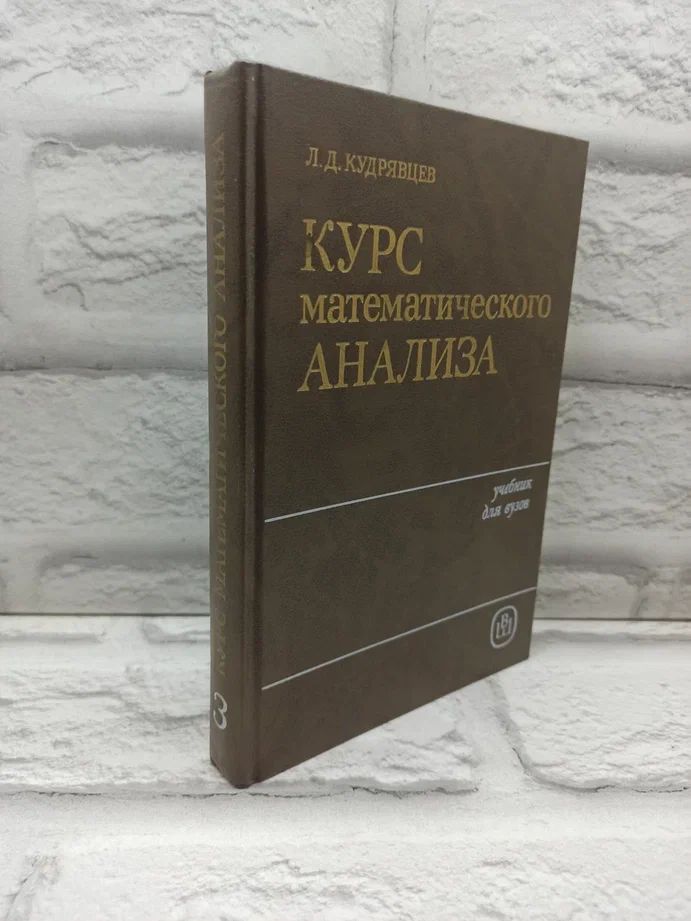 Л. Д. КУДРЯВЦЕВ
КУРС
математического
АНАЛИЗА
учебник
для вузов
КУРС МАТЕМАТИЧЕСКОГО АНАЛИЗА
3